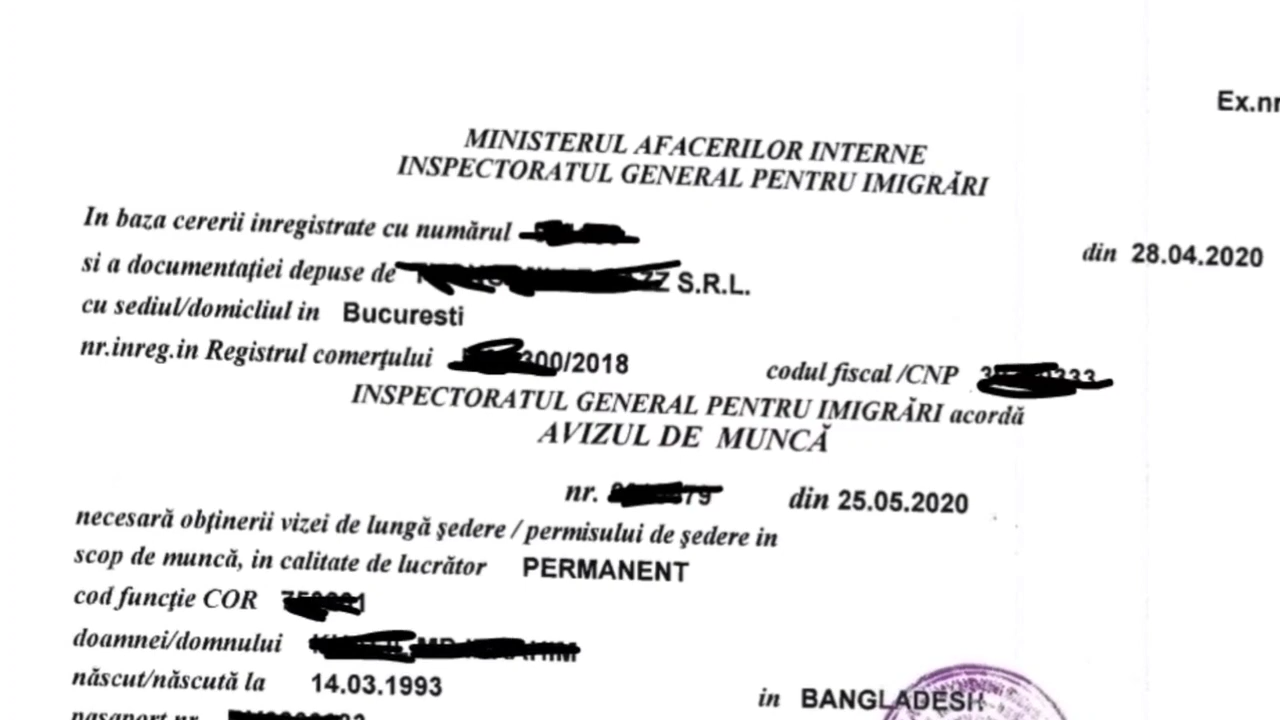 Ex.nr
MINISTERUL AFACERILOR INTERNE
INSPECTORATUL GENERAL PENTRU IMIGRĂRI
In baza cererii inregistrate cu numărul
din 28.04.2020
si a documentaţiei depuse de S.R.L.
cu sediul/domicliul in Bucuresti
nr.inreg.in Registrul comerţului 300/2018 codul fiscal /CNP
INSPECTORATUL GENERAL PENTRU IMIGRĂRI acordă
AVIZUL DE MUNCĂ
nr. din 25.05.2020
necesară obţinerii vizei de lungă şedere / permisului de şedere in
scop de muncă, in calitate de lucrător PERMANENT
cod funcţie COR
doamnei/domnului
născut/născută la 14.03.1993 in BANGLADESH
pasaport nr.